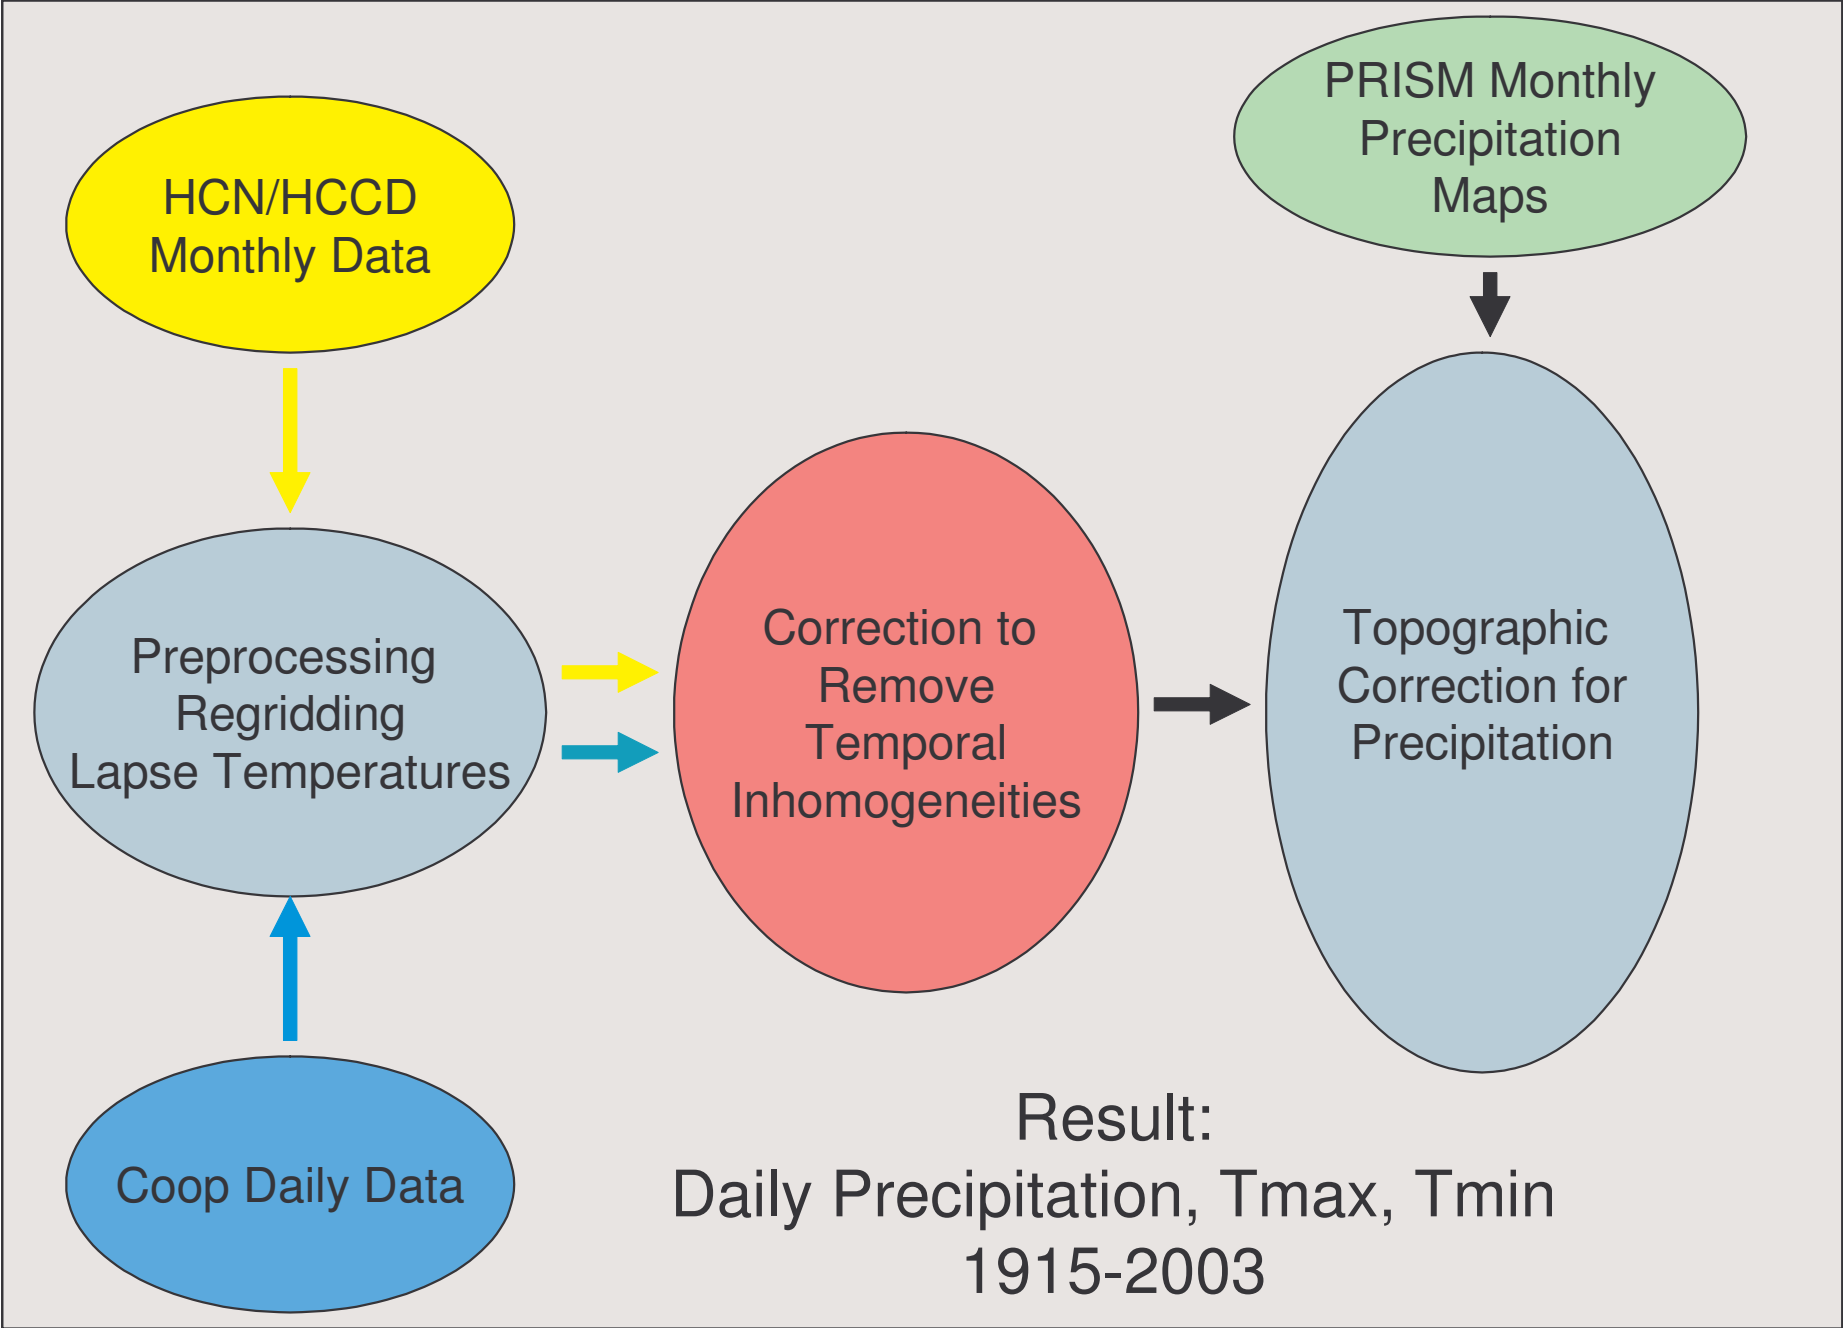 HCN/HCCD
Monthly Data
PRISM Monthly
Precipitation
Maps
Preprocessing
Regridding
Lapse Temperatures
Correction to
Remove
Temporal
Inhomogeneities
Topographic
Correction for
Precipitation
Coop Daily Data
Result:
Daily Precipitation, Tmax, Tmin
1915-2003